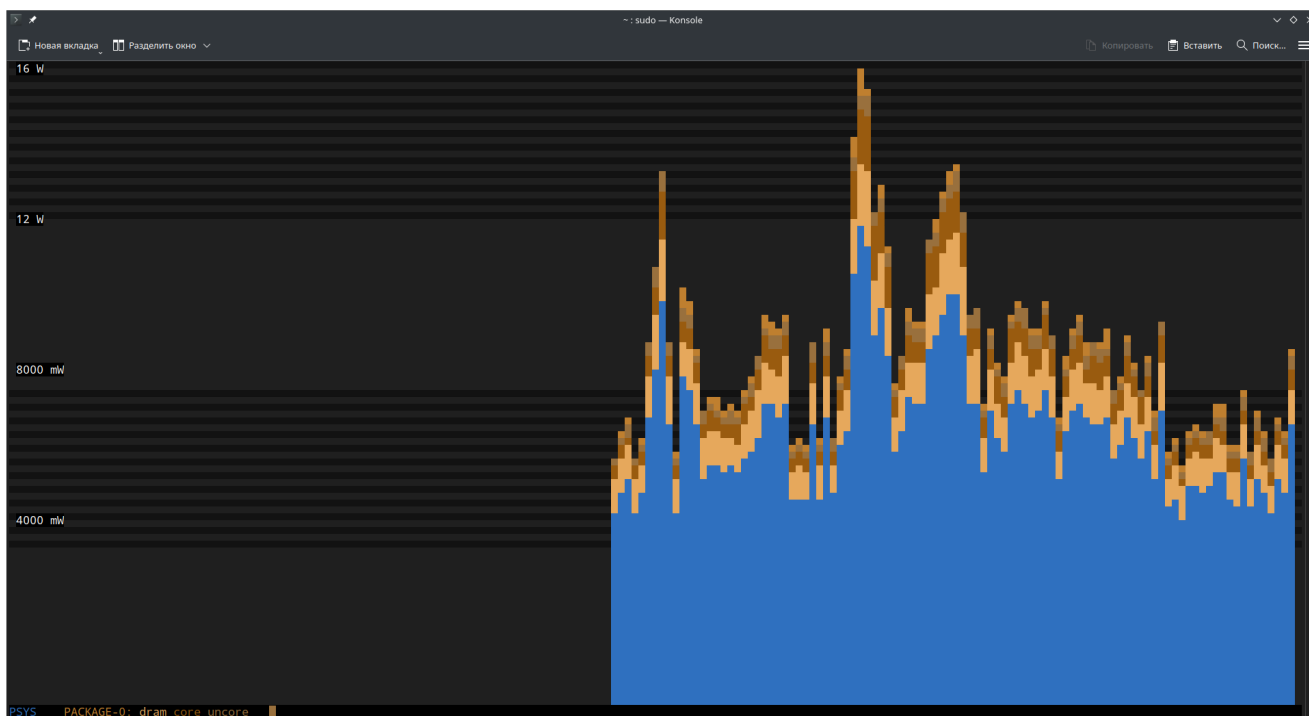 ~ : sudo — Konsole
Новая вкладка Разделить окно Копировать Вставить Поиск...
16 W
12 W
8000 mW
4000 mW
PSYS PACKAGE-0: dram core uncore